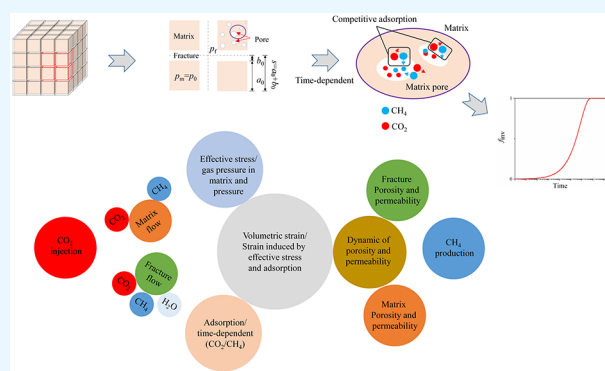 Matrix
Pore
Fracture
p_f
p_m=p_0
b_0
a_0
s=a_0+b_0
Competitive adsorption
Matrix
Time-dependent
Matrix pore
CH₄
CO₂
1
f_inv
0
Time
Effective stress/
gas pressure in
matrix and
pressure
Fracture
Porosity and
permeability
CH₄
CO₂
Matrix
flow
CO₂
injection
Volumetric strain/
Strain induced by
effective stress
and adsorption
Dynamic of
porosity and
permeability
CH₄
production
Fracture
flow
CO₂
CH₄
H₂O
Adsorption/
time-dependent
(CO₂/CH₄)
Matrix
Porosity and
permeability